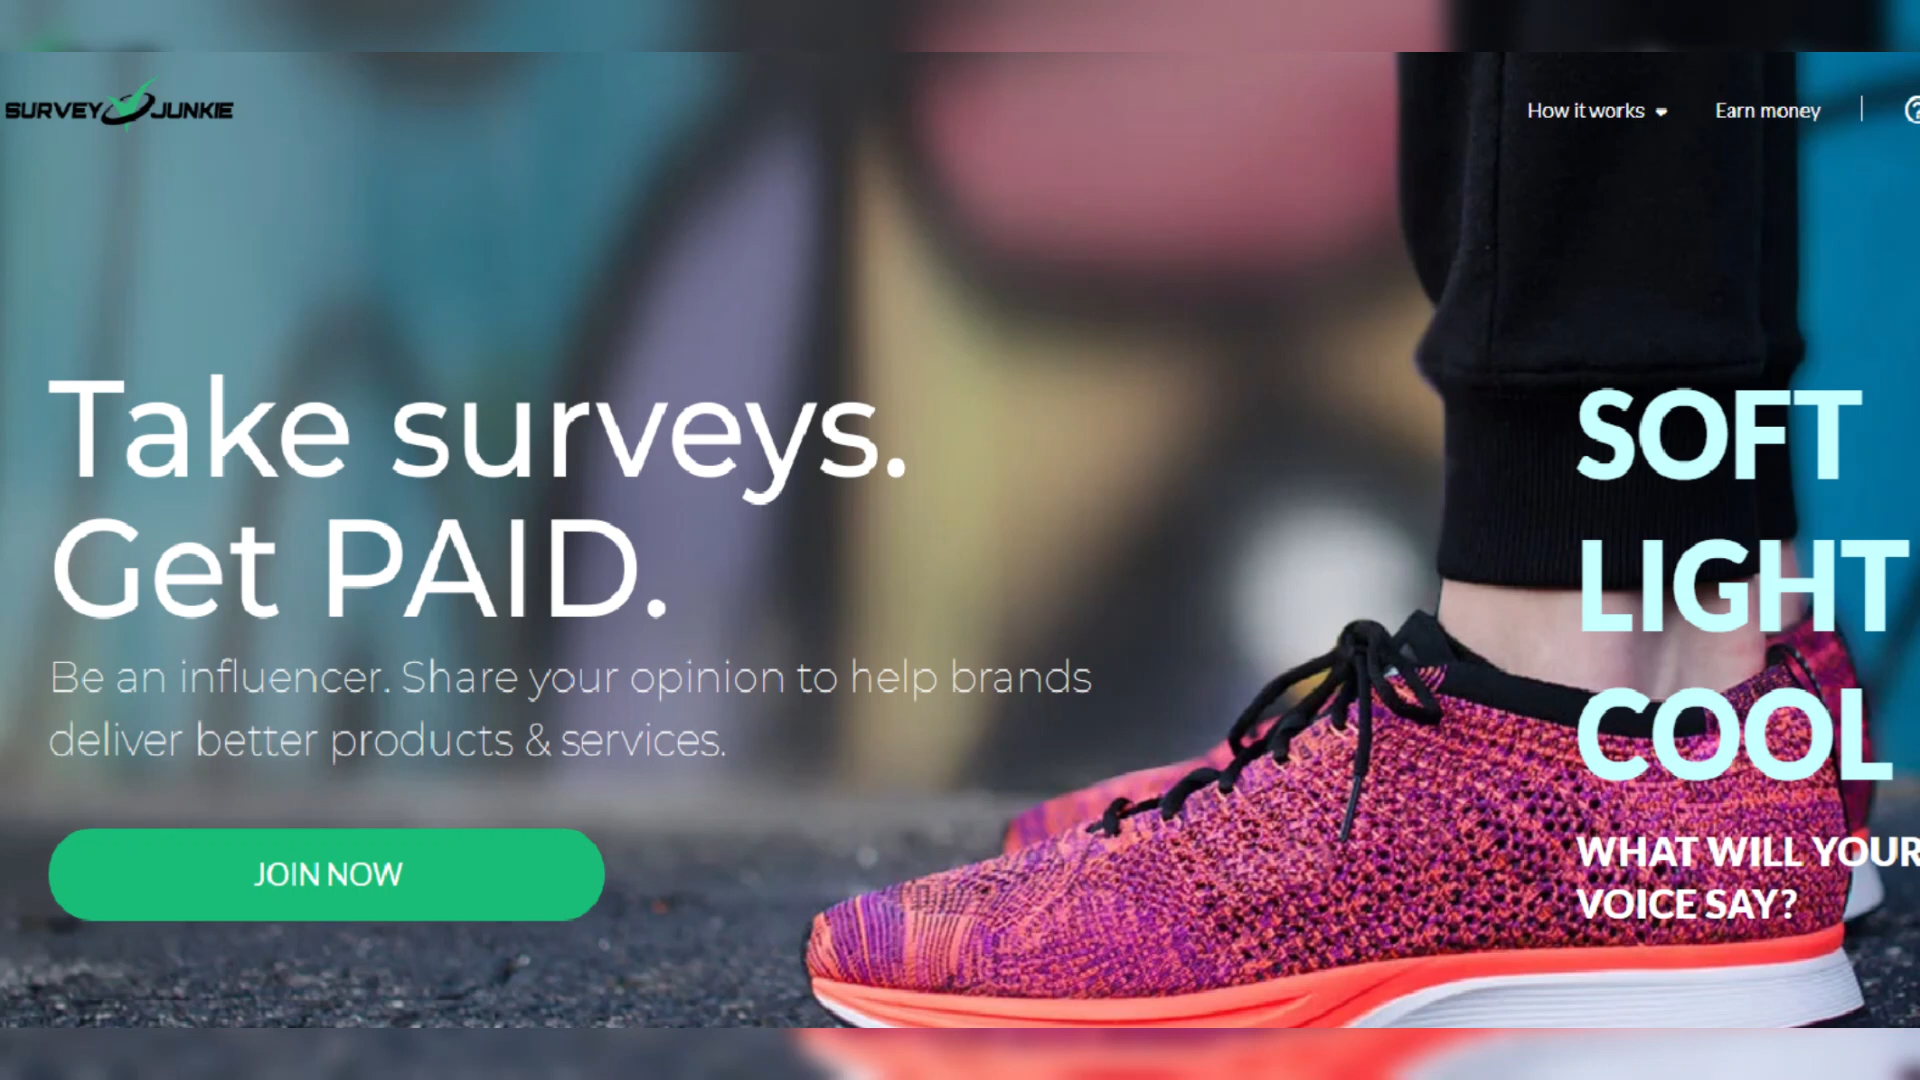 SURVEY JUNKIE
How it works
Earn money
Take surveys.
Get PAID.
Be an influencer. Share your opinion to help brands
deliver better products & services.
JOIN NOW
SOFT
LIGHT
COOL
WHAT WILL YOUR
VOICE SAY?